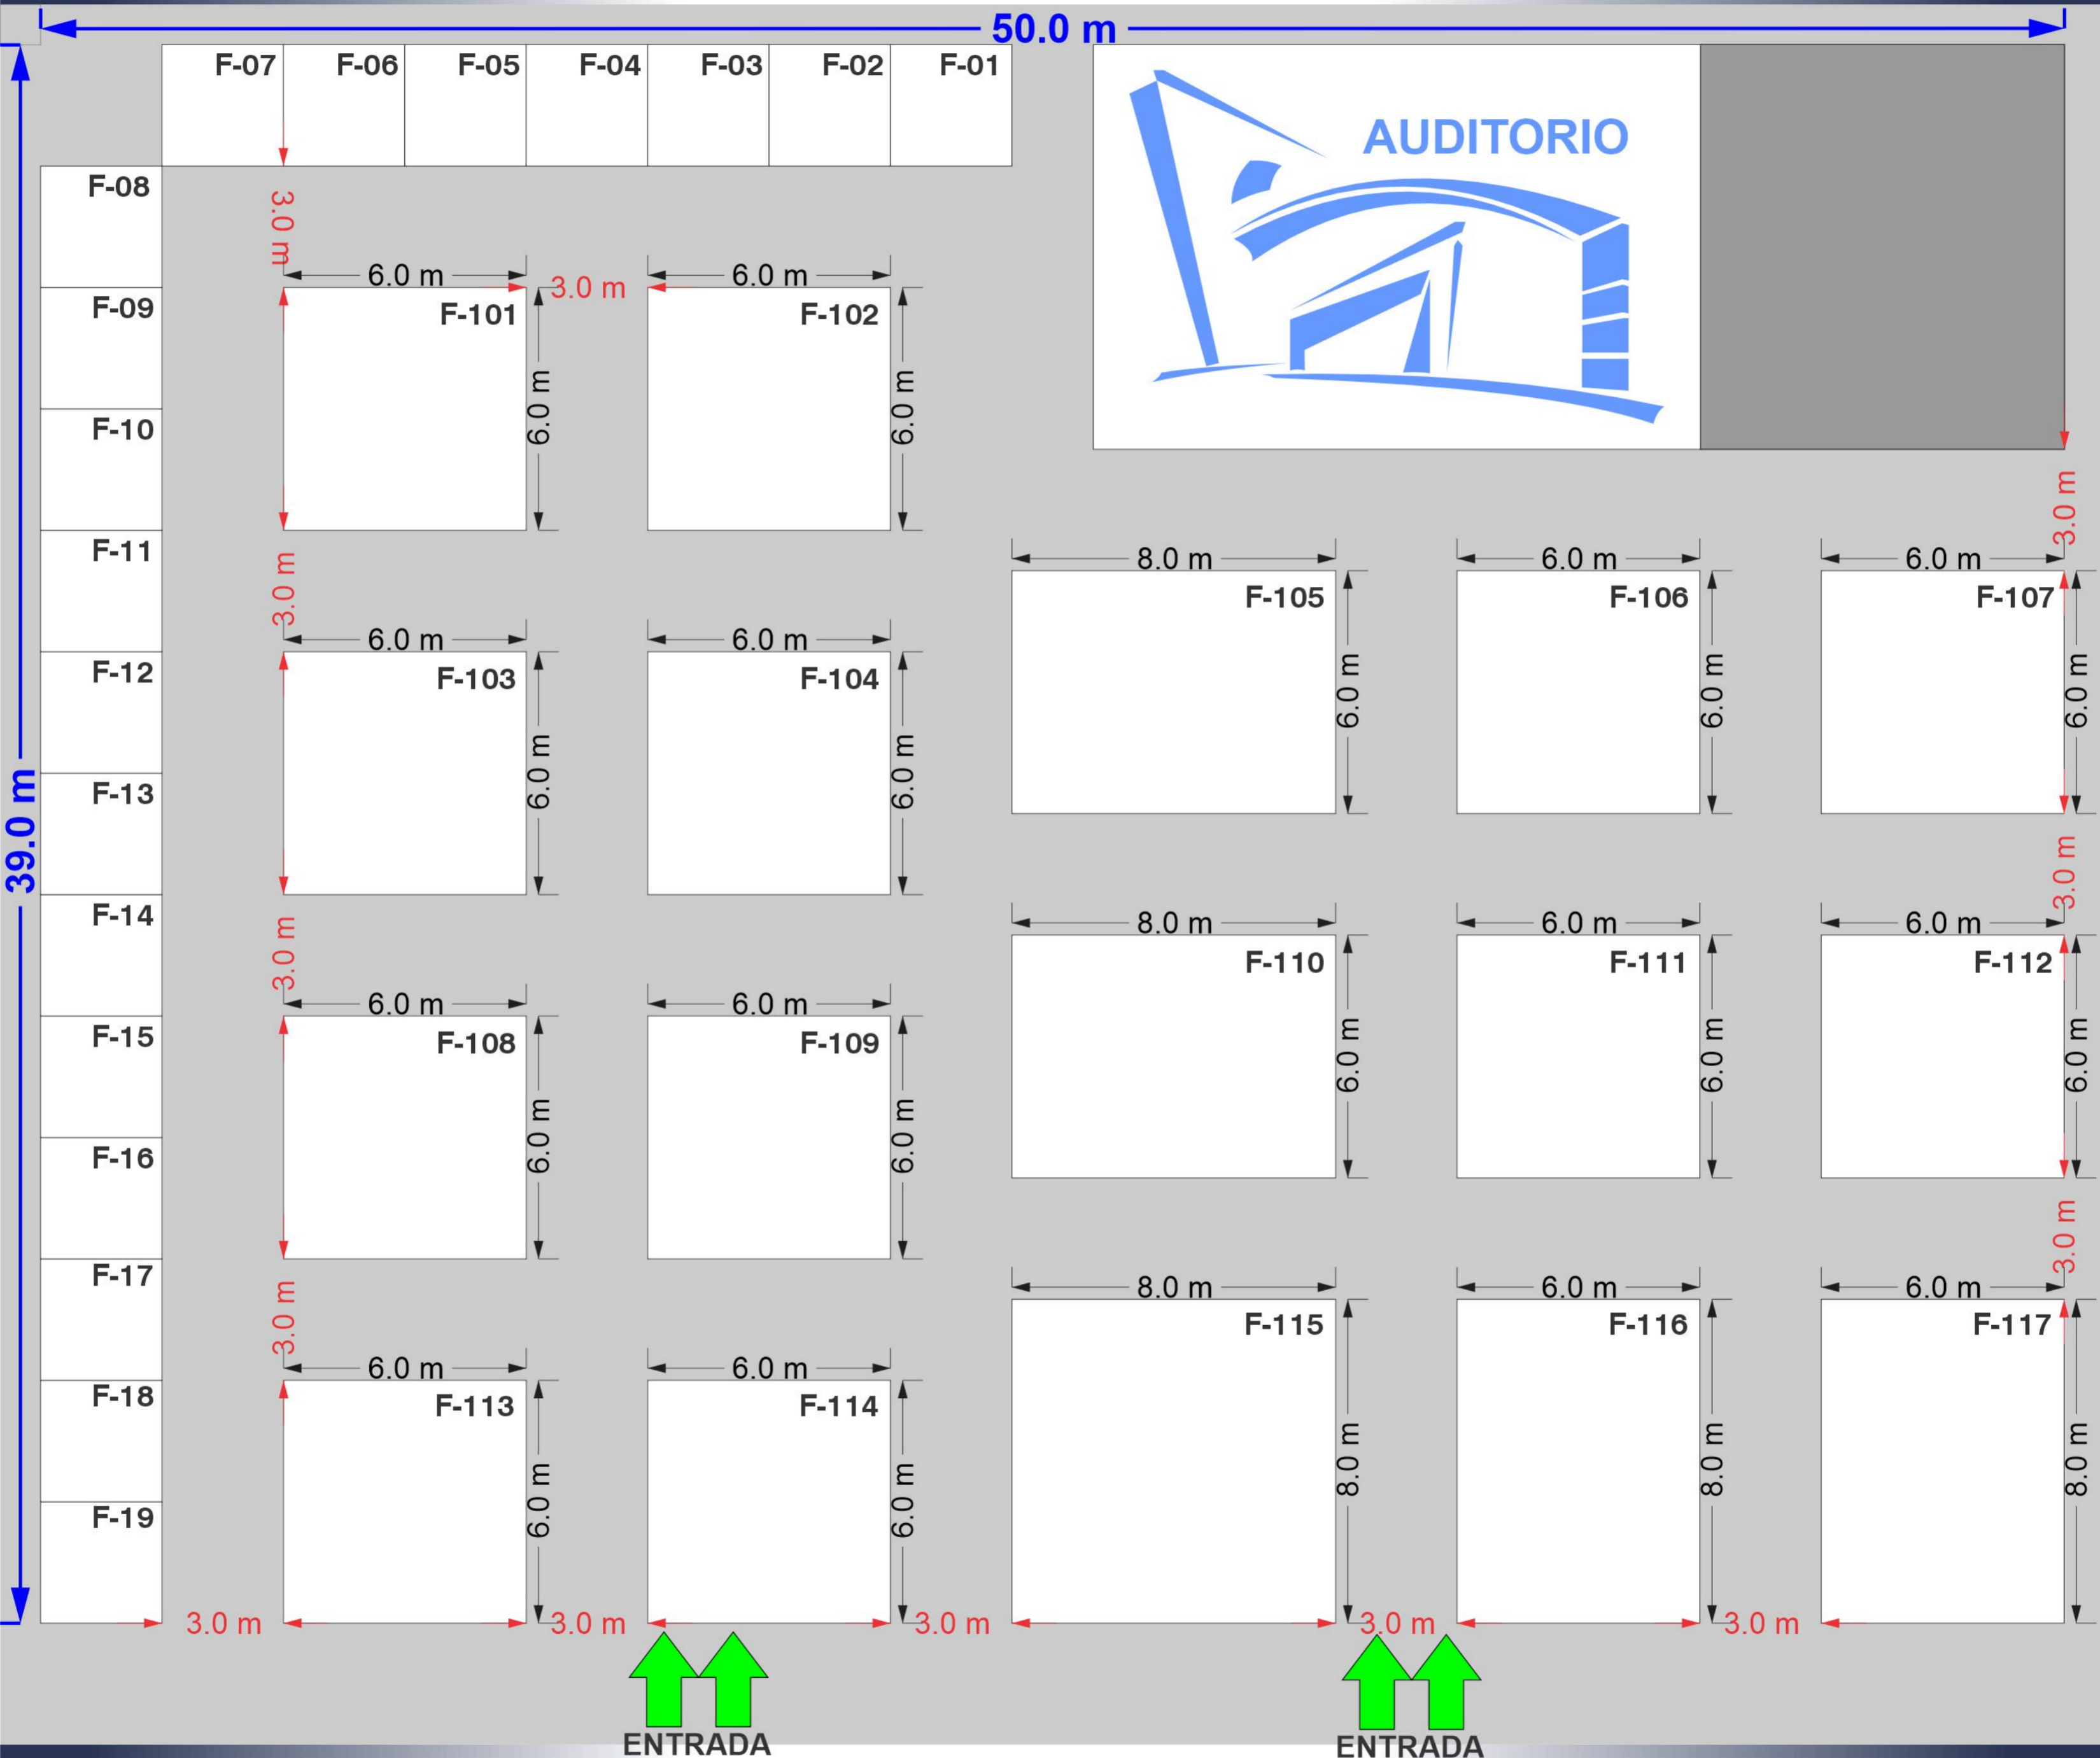 50.0 m
F-07 F-06 F-05 F-04 F-03 F-02 F-01
AUDITORIO
F-08
3.0 m
6.0 m 3.0 m 6.0 m
F-09 F-101 F-102
6.0 m 6.0 m
F-10
3.0 m
F-11 3.0 m
8.0 m 6.0 m 6.0 m
F-105 F-106 F-107
6.0 m 6.0 m
F-12 F-103 F-104
6.0 m 6.0 m 6.0 m
6.0 m 6.0 m
F-13
39.0 m
3.0 m
F-14
3.0 m
8.0 m 6.0 m 6.0 m
F-110 F-111 F-112
6.0 m 6.0 m
F-15 F-108 F-109
6.0 m 6.0 m 6.0 m
6.0 m 6.0 m
F-16
3.0 m
F-17
3.0 m
8.0 m 6.0 m 6.0 m
F-115 F-116 F-117
6.0 m 6.0 m
F-18 F-113 F-114
8.0 m 8.0 m 8.0 m
6.0 m 6.0 m
F-19
3.0 m 3.0 m 3.0 m 3.0 m 3.0 m
ENTRADA ENTRADA